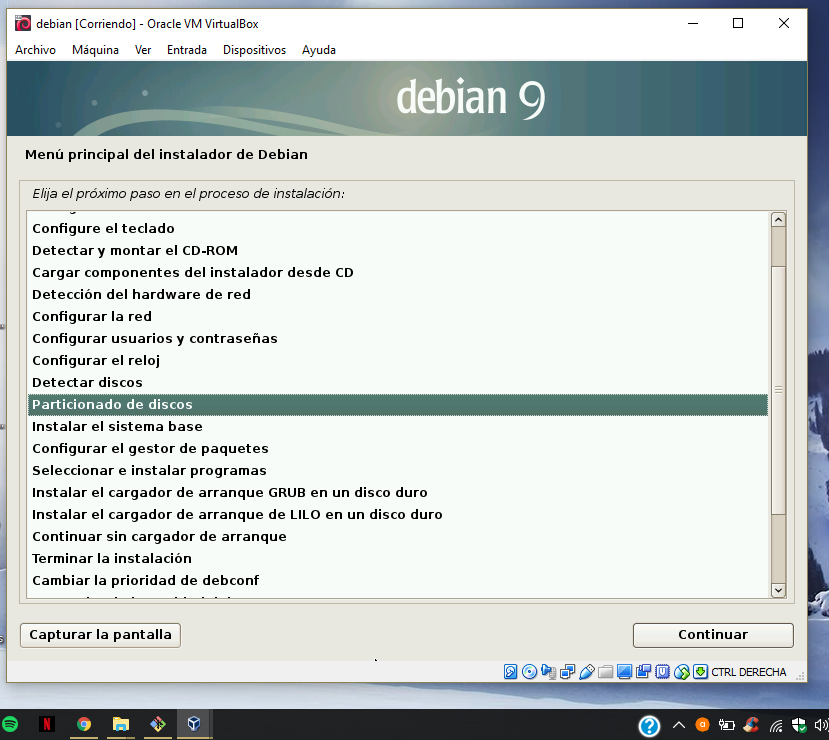 debian [Corriendo] - Oracle VM VirtualBox
Archivo Máquina Ver Entrada Dispositivos Ayuda
debian 9
Menú principal del instalador de Debian
Elija el próximo paso en el proceso de instalación:
Configure el teclado
Detectar y montar el CD-ROM
Cargar componentes del instalador desde CD
Detección del hardware de red
Configurar la red
Configurar usuarios y contraseñas
Configurar el reloj
Detectar discos
Particionado de discos
Instalar el sistema base
Configurar el gestor de paquetes
Seleccionar e instalar programas
Instalar el cargador de arranque GRUB en un disco duro
Instalar el cargador de arranque de LILO en un disco duro
Continuar sin cargador de arranque
Terminar la instalación
Cambiar la prioridad de debconf
Capturar la pantalla Continuar
CTRL DERECHA